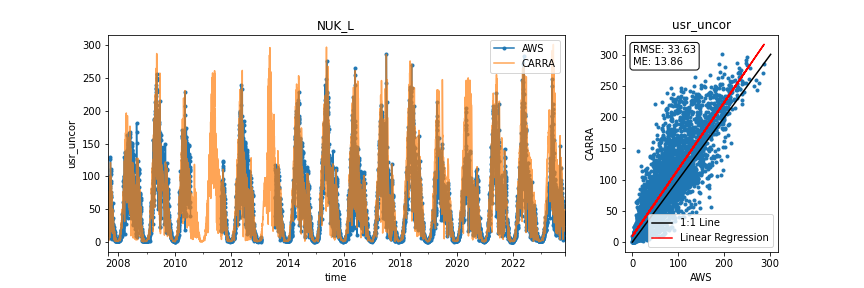 NUK_L
usr_uncor
300
250
200
150
100
50
0
2008
2010
2012
2014
2016
2018
2020
2022
time
AWS
CARRA
usr_uncor
CARRA
300
250
200
150
100
50
0
0
100
200
300
AWS
RMSE: 33.63
ME: 13.86
1:1 Line
Linear Regression